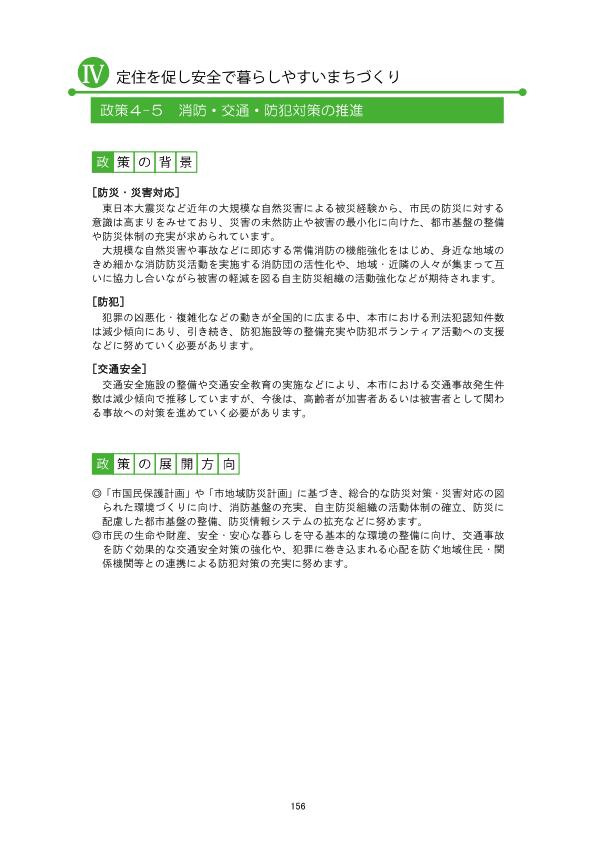 Ⅳ 定住を促し安全で暮らしやすいまちづくり
政策４-５　消防・交通・防犯対策の推進
政策の背景
［防災・災害対応］
　東日本大震災など近年の大規模な自然災害による被災経験から、市民の防災に対する
意識は高まりをみせており、災害の未然防止や被害の最小化に向けた、都市基盤の整備
や防災体制の充実が求められています。
　大規模な自然災害や事故などに即応する常備消防の機能強化をはじめ、身近な地域の
きめ細かな消防防災活動を実施する消防団の活性化や、地域・近隣の人々が集まって互
いに協力し合いながら被害の軽減を図る自主防災組織の活動強化などが期待されます。
［防犯］
　犯罪の凶悪化・複雑化などの動きが全国的に広まる中、本市における刑法犯認知件数
は減少傾向にあり、引き続き、防犯施設等の整備充実や防犯ボランティア活動への支援
などに努めていく必要があります。
［交通安全］
　交通安全施設の整備や交通安全教育の実施などにより、本市における交通事故発生件
数は減少傾向で推移していますが、今後は、高齢者が加害者あるいは被害者として関わ
る事故への対策を進めていく必要があります。
政策の展開方向
◎「市国民保護計画」や「市地域防災計画」に基づき、総合的な防災対策・災害対応の図
られた環境づくりに向け、消防基盤の充実、自主防災組織の活動体制の確立、防災に
配慮した都市基盤の整備、防災情報システムの拡充などに努めます。
◎市民の生命や財産、安全・安心な暮らしを守る基本的な環境の整備に向け、交通事故
を防ぐ効果的な交通安全対策の強化や、犯罪に巻き込まれる心配を防ぐ地域住民・関
係機関等との連携による防犯対策の充実に努めます。
156